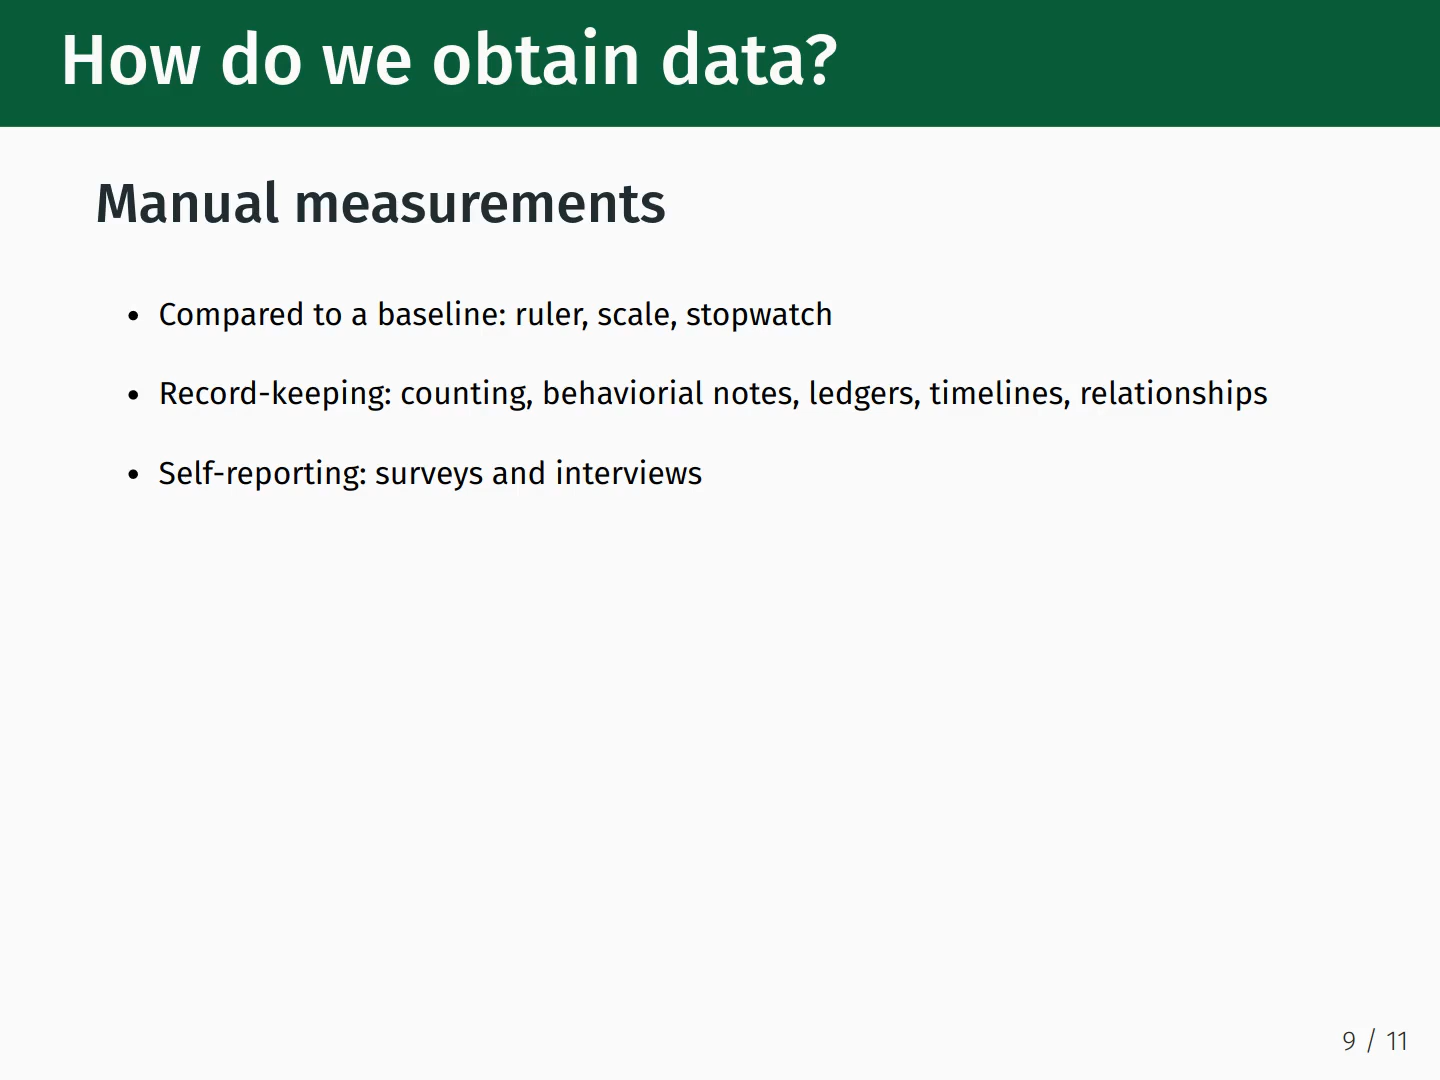 How do we obtain data?
Manual measurements
• Compared to a baseline: ruler, scale, stopwatch
• Record-keeping: counting, behaviorial notes, ledgers, timelines, relationships
• Self-reporting: surveys and interviews
9 / 11